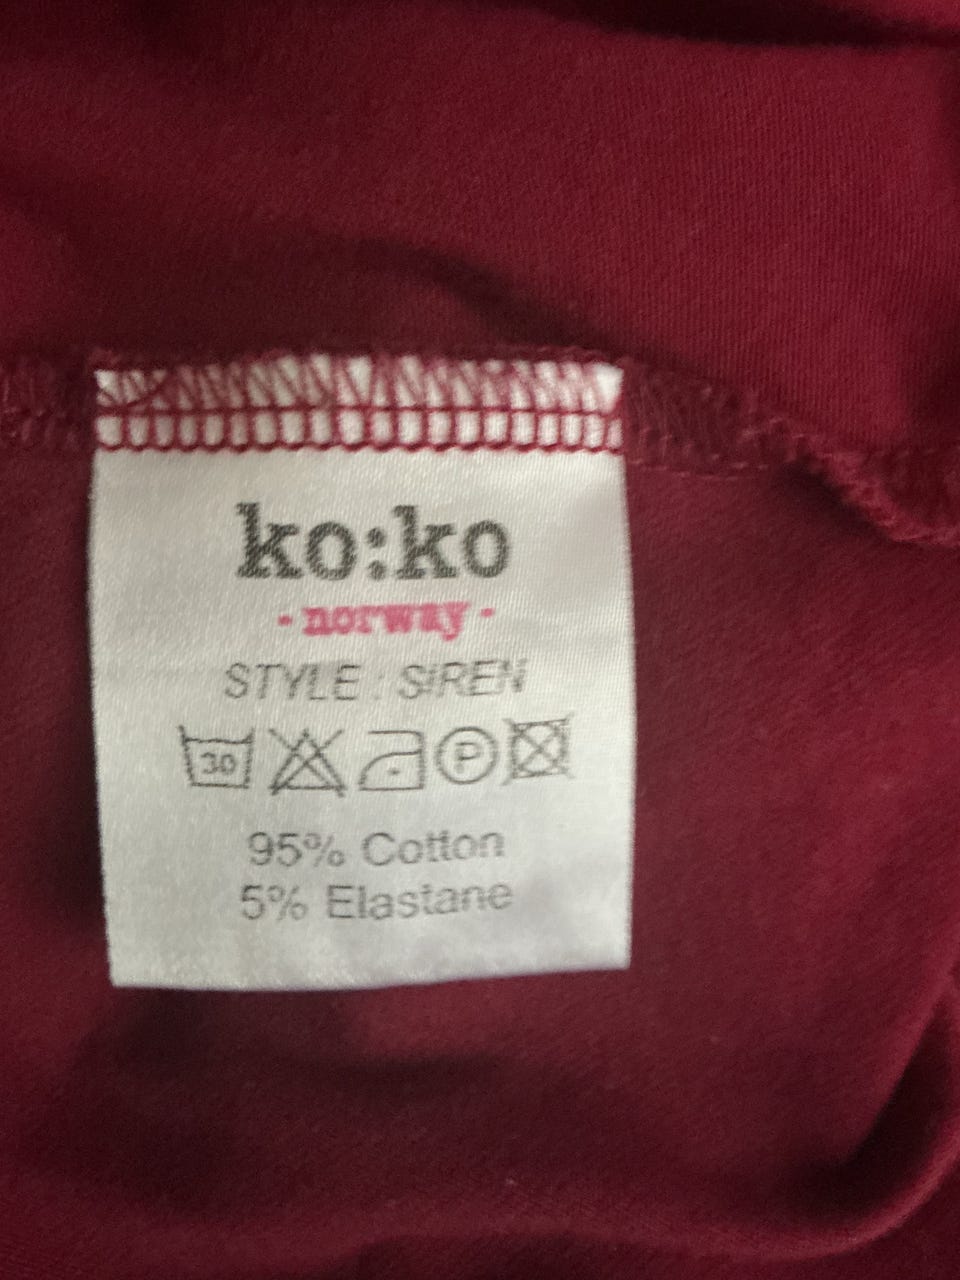 ko:ko
- norway -
STYLE : SIREN
30 P
95% Cotton
5% Elastane